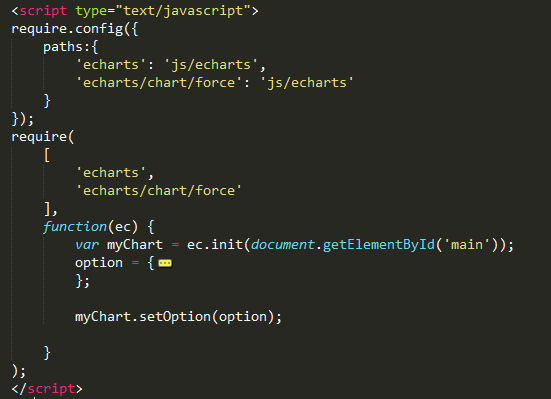 <script type="text/javascript">
require.config({
    paths:{
        'echarts': 'js/echarts',
        'echarts/chart/force': 'js/echarts'
    }
});
require(
    [
        'echarts',
        'echarts/chart/force'
    ],
    function(ec) {
        var myChart = ec.init(document.getElementById('main'));
        option = {
        };

        myChart.setOption(option);

    }
);
</script>